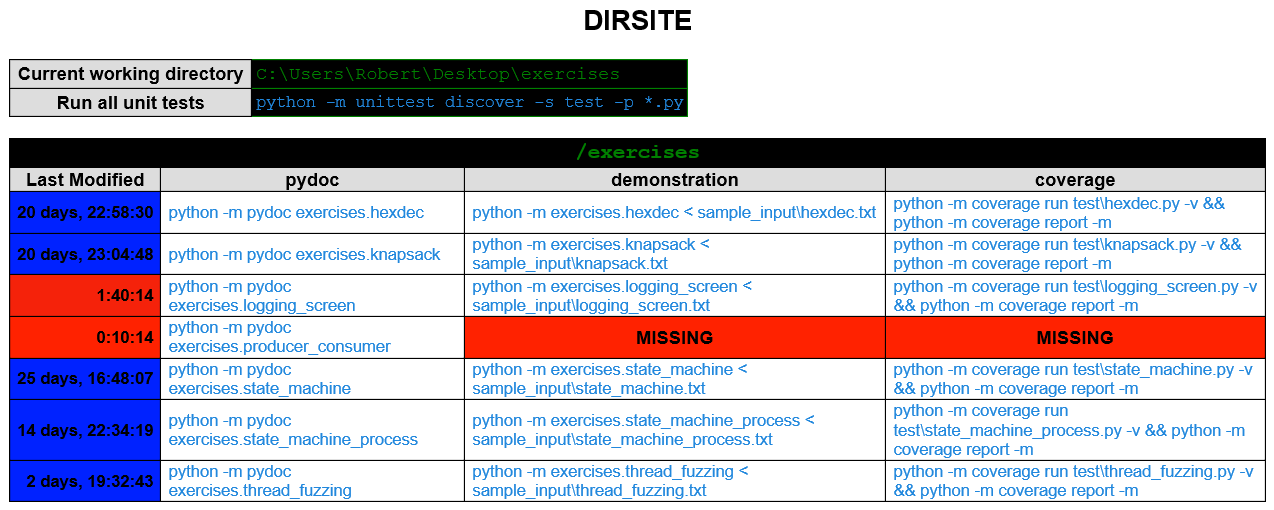 DIRSITE
Current working directory C:\Users\Robert\Desktop\exercises
Run all unit tests python -m unittest discover -s test -p *.py
/exercises
Last Modified pydoc demonstration coverage
20 days, 22:58:30 python -m pydoc exercises.hexdec python -m exercises.hexdec < sample_input\hexdec.txt python -m coverage run test\hexdec.py -v &&
python -m coverage report -m
20 days, 23:04:48 python -m pydoc exercises.knapsack python -m exercises.knapsack <
sample_input\knapsack.txt
python -m coverage run test\knapsack.py -v &&
python -m coverage report -m
1:40:14
python -m pydoc
exercises.logging_screen
python -m exercises.logging_screen <
sample_input\logging_screen.txt
python -m coverage run test\logging_screen.py -v
&& python -m coverage report -m
0:10:14
python -m pydoc
exercises.producer_consumer
MISSING
MISSING
25 days, 16:48:07
python -m pydoc
exercises.state_machine
python -m exercises.state_machine <
sample_input\state_machine.txt
python -m coverage run test\state_machine.py -v
&& python -m coverage report -m
14 days, 22:34:19
python -m pydoc
exercises.state_machine_process
python -m exercises.state_machine_process <
sample_input\state_machine_process.txt
python -m coverage run
test\state_machine_process.py -v && python -m
coverage report -m
2 days, 19:32:43
python -m pydoc
exercises.thread_fuzzing
python -m exercises.thread_fuzzing <
sample_input\thread_fuzzing.txt
python -m coverage run test\thread_fuzzing.py -v
&& python -m coverage report -m